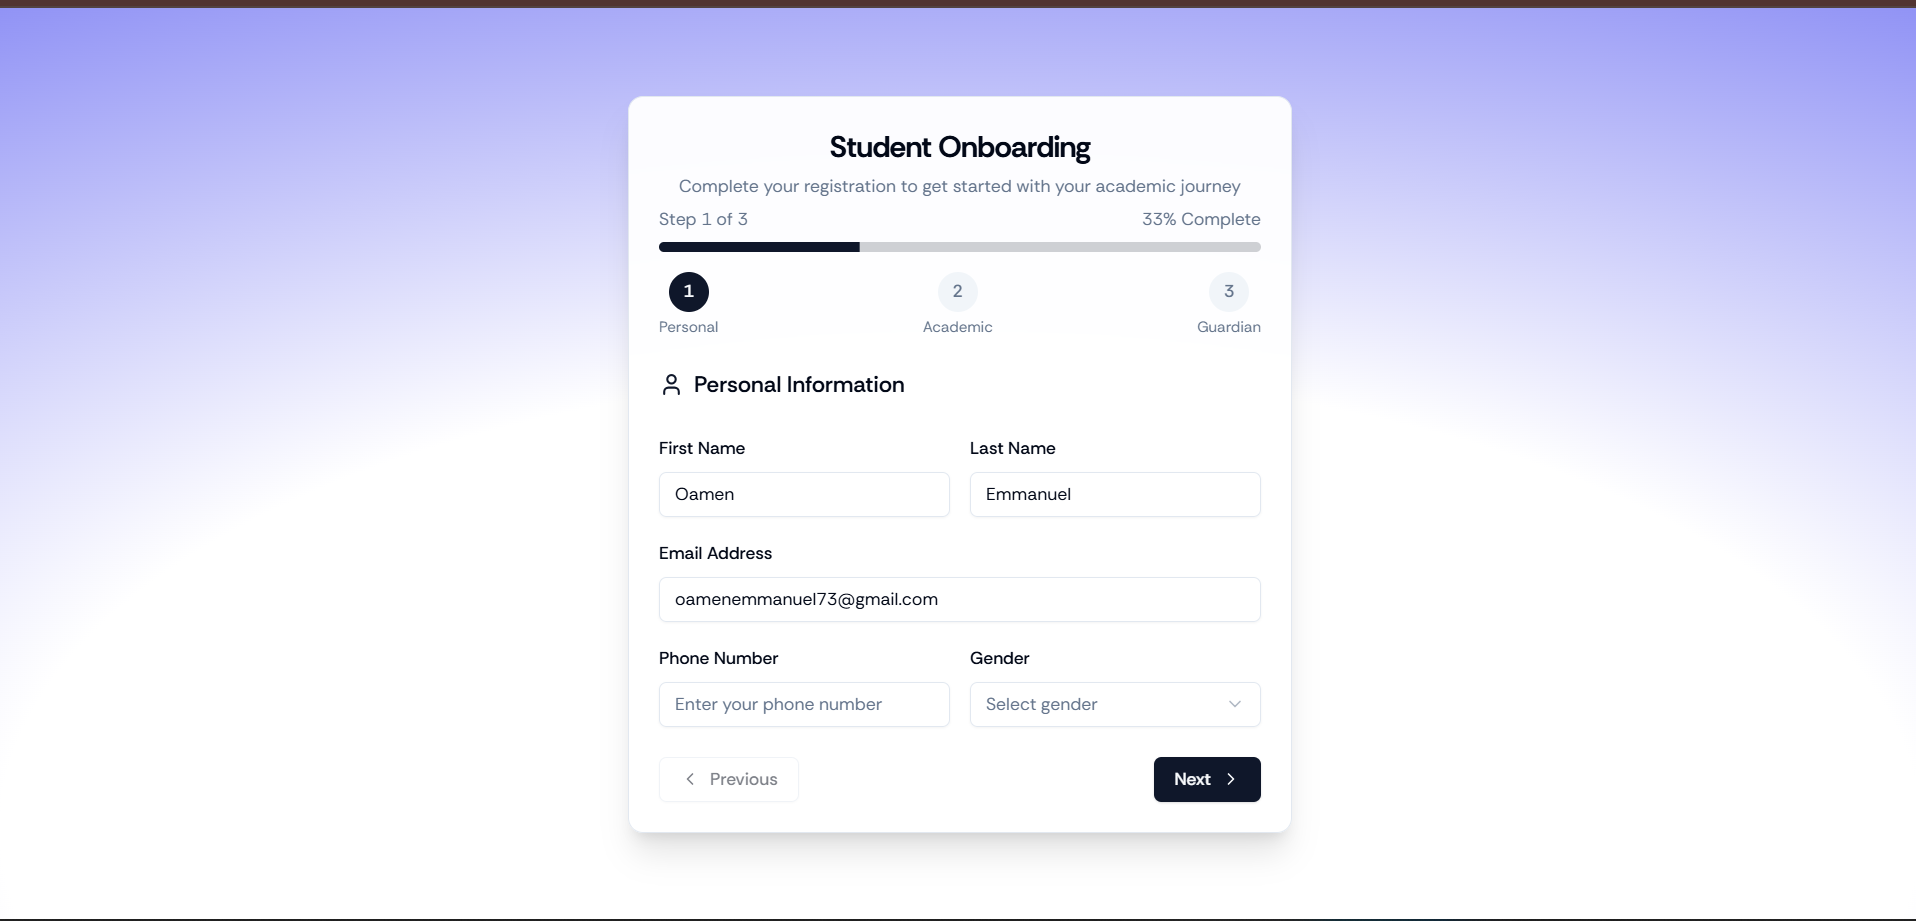 Student Onboarding
Complete your registration to get started with your academic journey
Step 1 of 3 33% Complete
1 2 3
Personal Academic Guardian
Personal Information
First Name Last Name
Oamen Emmanuel
Email Address
oamenemmanuel73@gmail.com
Phone Number Gender
Enter your phone number Select gender
Previous Next